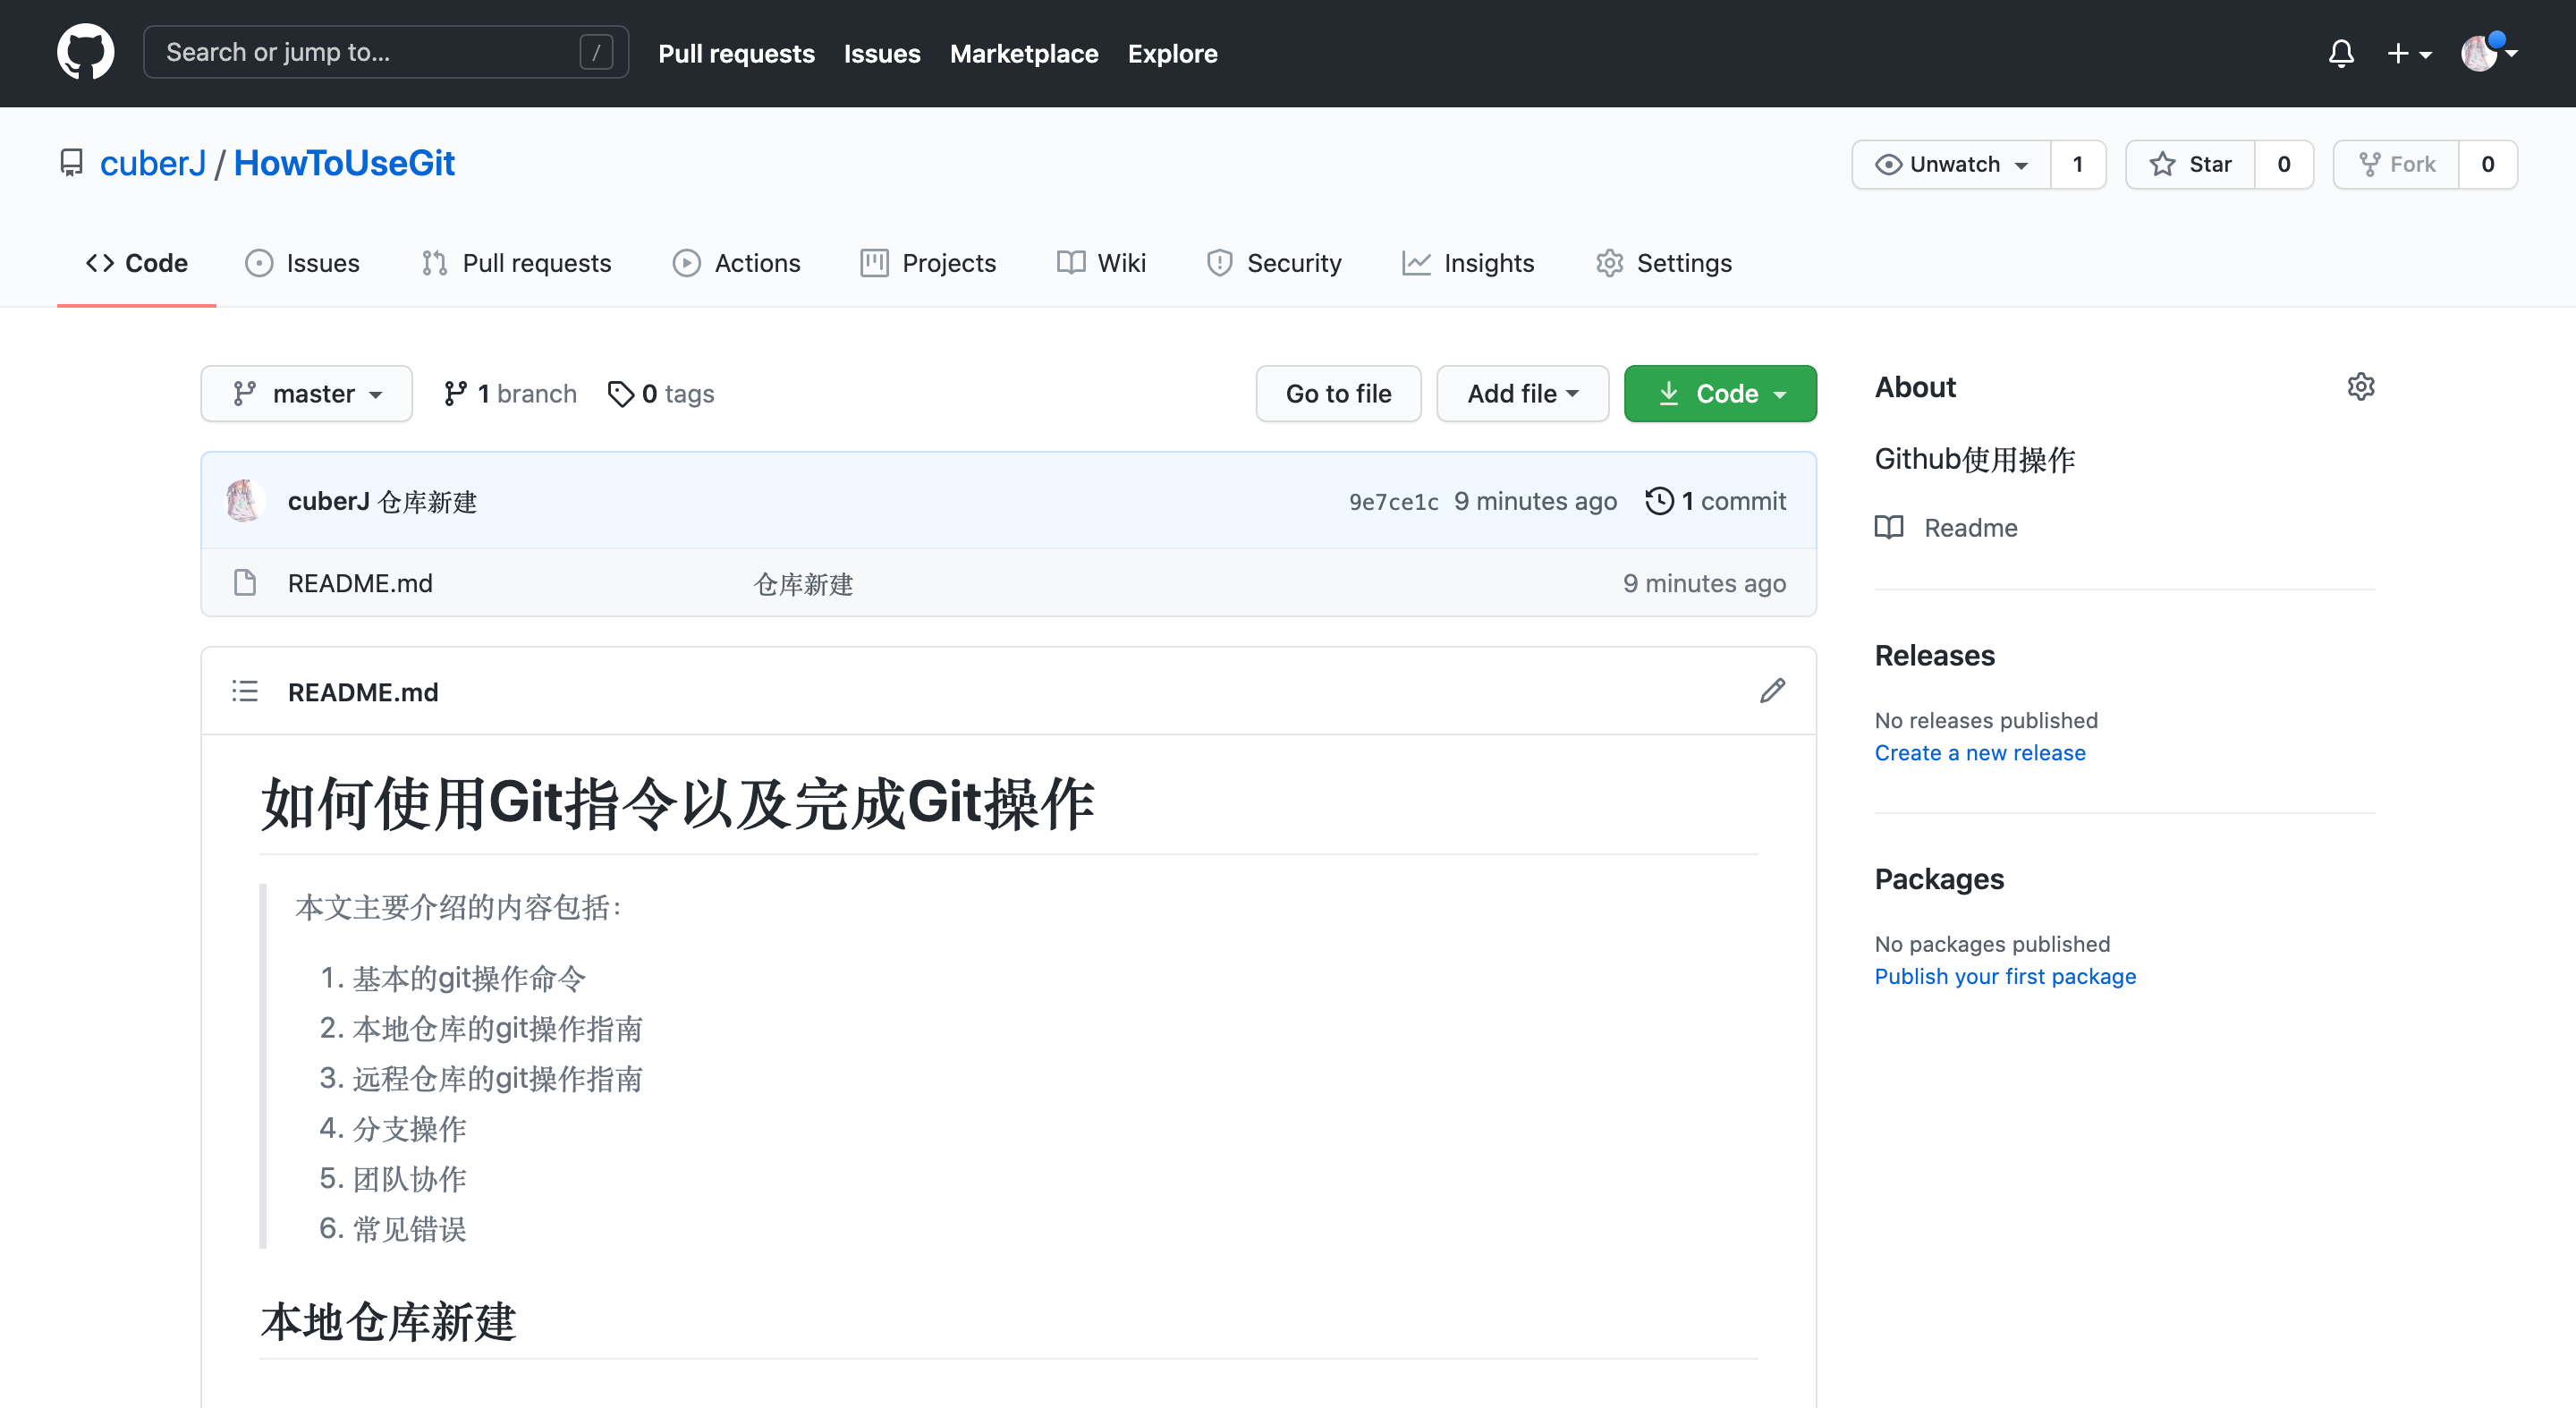 Search or jump to... / Pull requests Issues Marketplace Explore
cuberJ / HowToUseGit Unwatch 1 Star 0 Fork 0
Code Issues Pull requests Actions Projects Wiki Security Insights Settings
master 1 branch 0 tags Go to file Add file Code
cuberJ 仓库新建 9e7ce1c 9 minutes ago 1 commit
README.md 仓库新建 9 minutes ago
README.md
如何使用Git指令以及完成Git操作
本文主要介绍的内容包括：
1. 基本的git操作命令
2. 本地仓库的git操作指南
3. 远程仓库的git操作指南
4. 分支操作
5. 团队协作
6. 常见错误
本地仓库新建
About
Github使用操作
Readme
Releases
No releases published
Create a new release
Packages
No packages published
Publish your first package